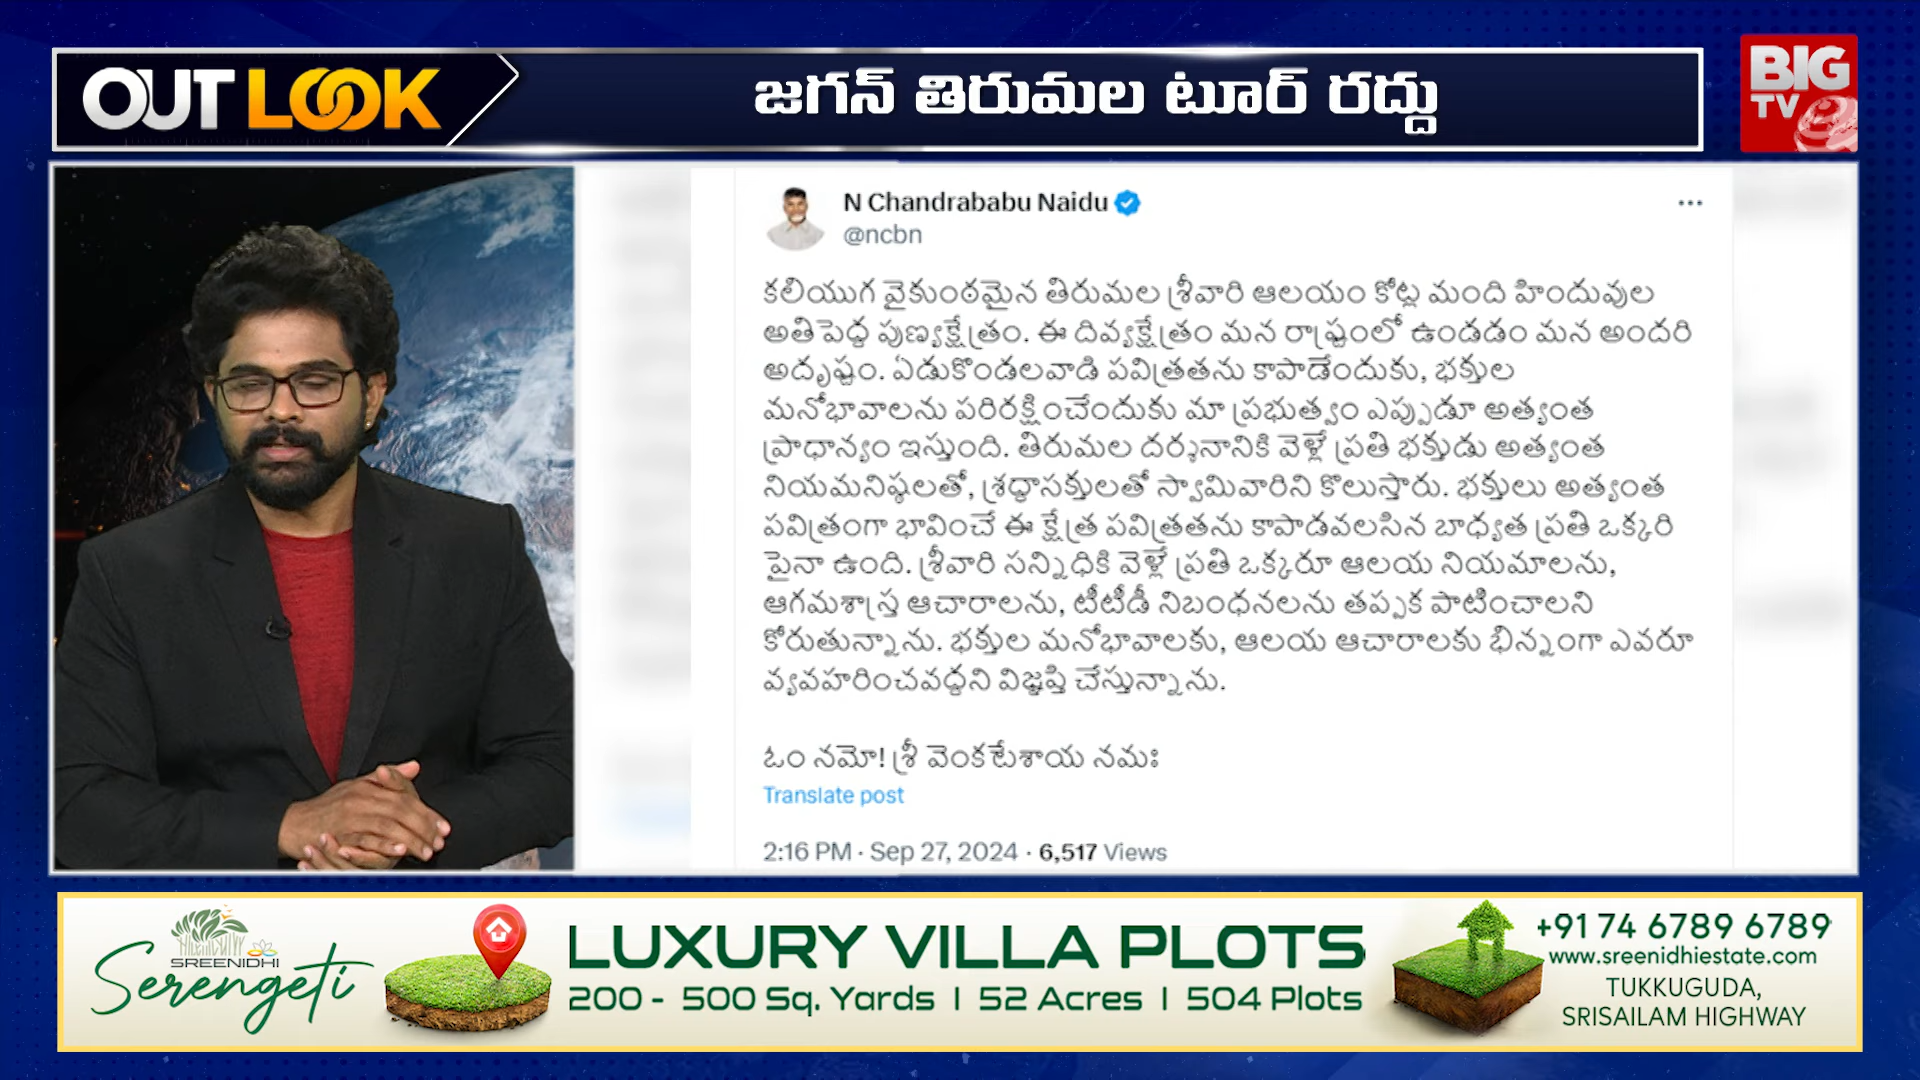 OUT LOOK
జగన్ తిరుమల టూర్ రద్దు
BIG
TV
N Chandrababu Naidu
@ncbn
కలియుగ వైకుంఠమైన తిరుమల శ్రీవారి ఆలయం కోట్ల మంది హిందువుల
అతిపెద్ద పుణ్యక్షేత్రం. ఈ దివ్యక్షేత్రం మన రాష్ట్రంలో ఉండడం మన అందరి
అదృష్టం. ఏడుకొండలవాడి పవిత్రతను కాపాడేందుకు, భక్తుల
మనోభావాలను పరిరక్షించేందుకు మా ప్రభుత్వం ఎప్పుడూ అత్యంత
ప్రాధాన్యం ఇస్తుంది. తిరుమల దర్శనానికి వెళ్లే ప్రతి భక్తుడు అత్యంత
నియమనిష్ఠలతో, శ్రద్ధాసక్తులతో స్వామివారిని కొలుస్తారు. భక్తులు అత్యంత
పవిత్రంగా భావించే ఈ క్షేత్ర పవిత్రతను కాపాడవలసిన బాధ్యత ప్రతి ఒక్కరి
పైనా ఉంది. శ్రీవారి సన్నిధికి వెళ్లే ప్రతి ఒక్కరూ ఆలయ నియమాలను,
ఆగమశాస్త్ర ఆచారాలను, టీటీడీ నిబంధనలను తప్పక పాటించాలని
కోరుతున్నాను. భక్తుల మనోభావాలకు, ఆలయ ఆచారాలకు భిన్నంగా ఎవరూ
వ్యవహరించవద్దని విజ్ఞప్తి చేస్తున్నాను.
ఓం నమో! శ్రీ వెంకటేశాయ నమః
Translate post
2:16 PM · Sep 27, 2024 · 6,517 Views
SREENIDHI
Serengeti
LUXURY VILLA PLOTS
200 - 500 Sq. Yards | 52 Acres | 504 Plots
+91 74 6789 6789
www.sreenidhiestate.com
TUKKUGUDA,
SRISAILAM HIGHWAY